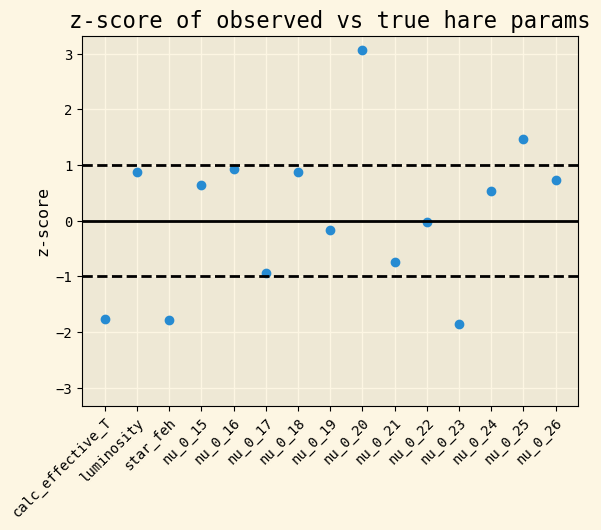 z-score of observed vs true hare params
z-score
3
2
1
0
−1
−2
−3
calc_effective_T
luminosity
star_feh
nu_0_15
nu_0_16
nu_0_17
nu_0_18
nu_0_19
nu_0_20
nu_0_21
nu_0_22
nu_0_23
nu_0_24
nu_0_25
nu_0_26